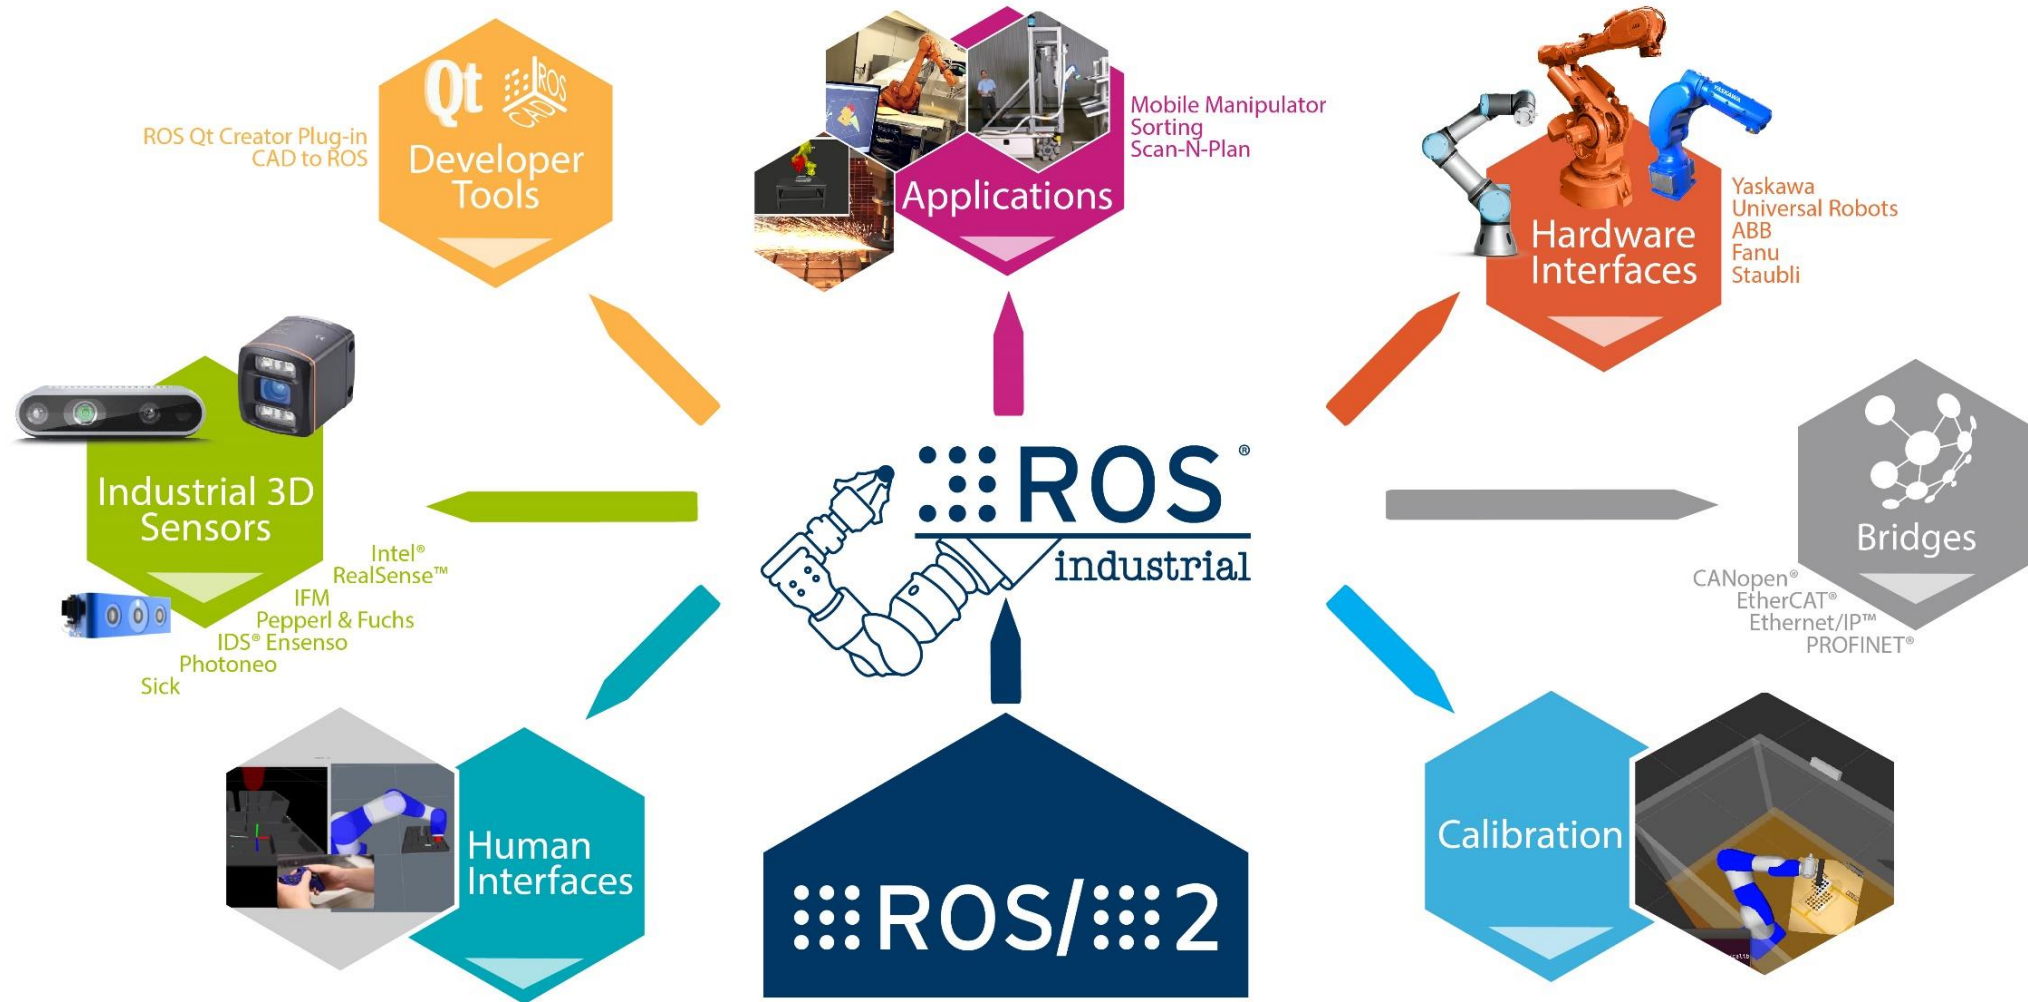 Qt
ROS
CAD
Developer
Tools
ROS Qt Creator Plug-in
CAD to ROS
Applications
Mobile Manipulator
Sorting
Scan-N-Plan
YASKAWA
Hardware
Interfaces
Yaskawa
Universal Robots
ABB
Fanu
Staubli
Industrial 3D
Sensors
Intel®
RealSense™
IFM
Pepperl & Fuchs
IDS® Ensenso
Photoneo
Sick
ROS®
industrial
Bridges
CANopen®
EtherCAT®
Ethernet/IP™
PROFINET®
Human
Interfaces
ROS/2
Calibration